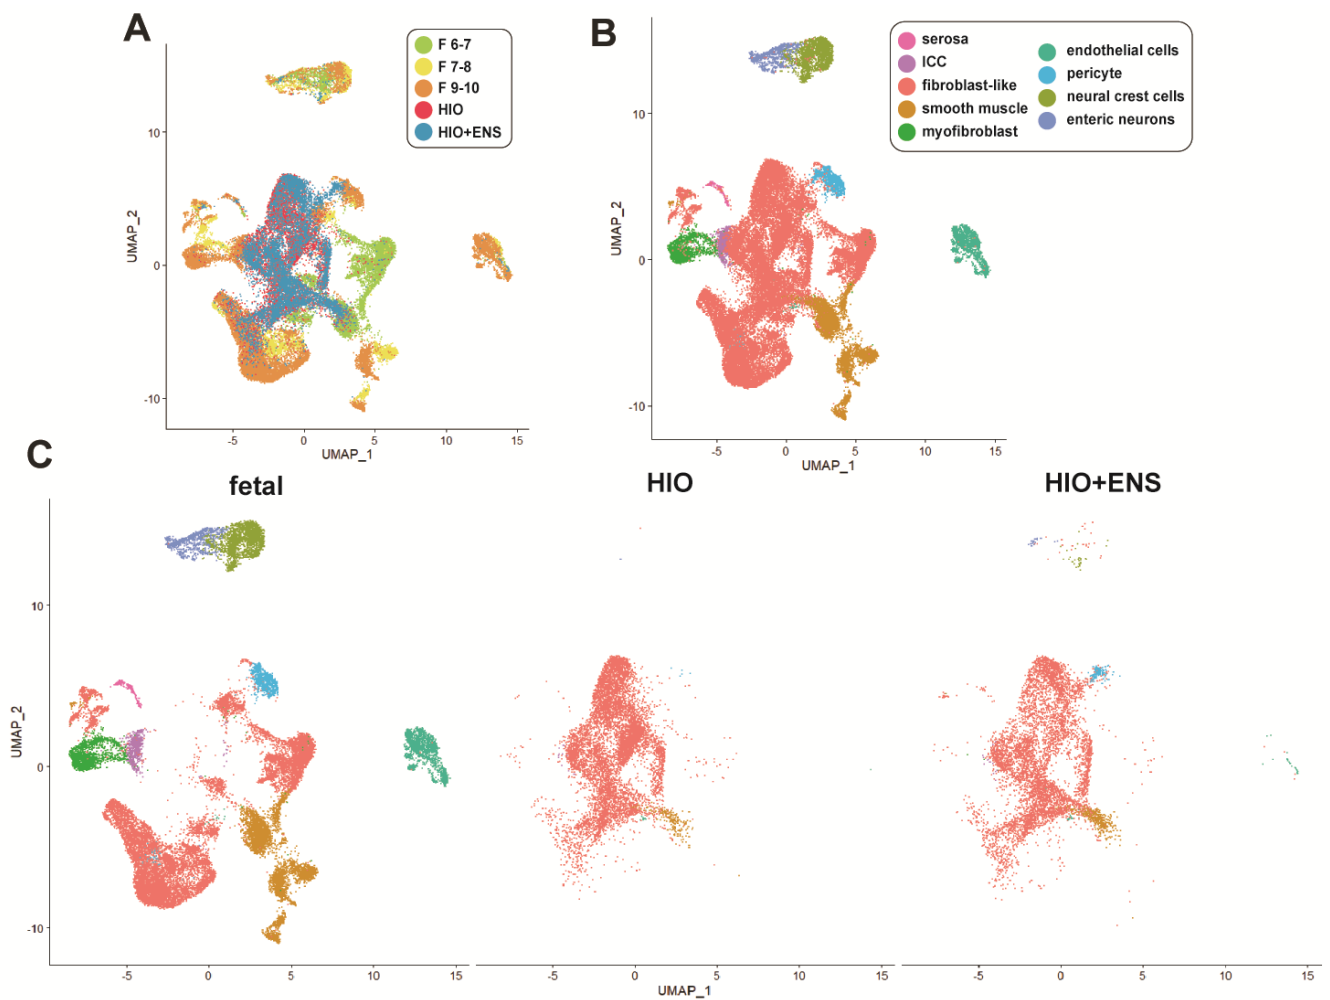 A
F 6-7
F 7-8
F 9-10
HIO
HIO+ENS
10
0
-10
UMAP_2
-5
0
5
10
15
UMAP_1
B
serosa
ICC
fibroblast-like
smooth muscle
myofibroblast
endothelial cells
pericyte
neural crest cells
enteric neurons
10
0
-10
UMAP_2
-5
0
5
10
15
UMAP_1
C
fetal
HIO
HIO+ENS
10
0
-10
UMAP_2
-5
0
5
10
15
-5
0
5
10
15
-5
0
5
10
15
UMAP_1